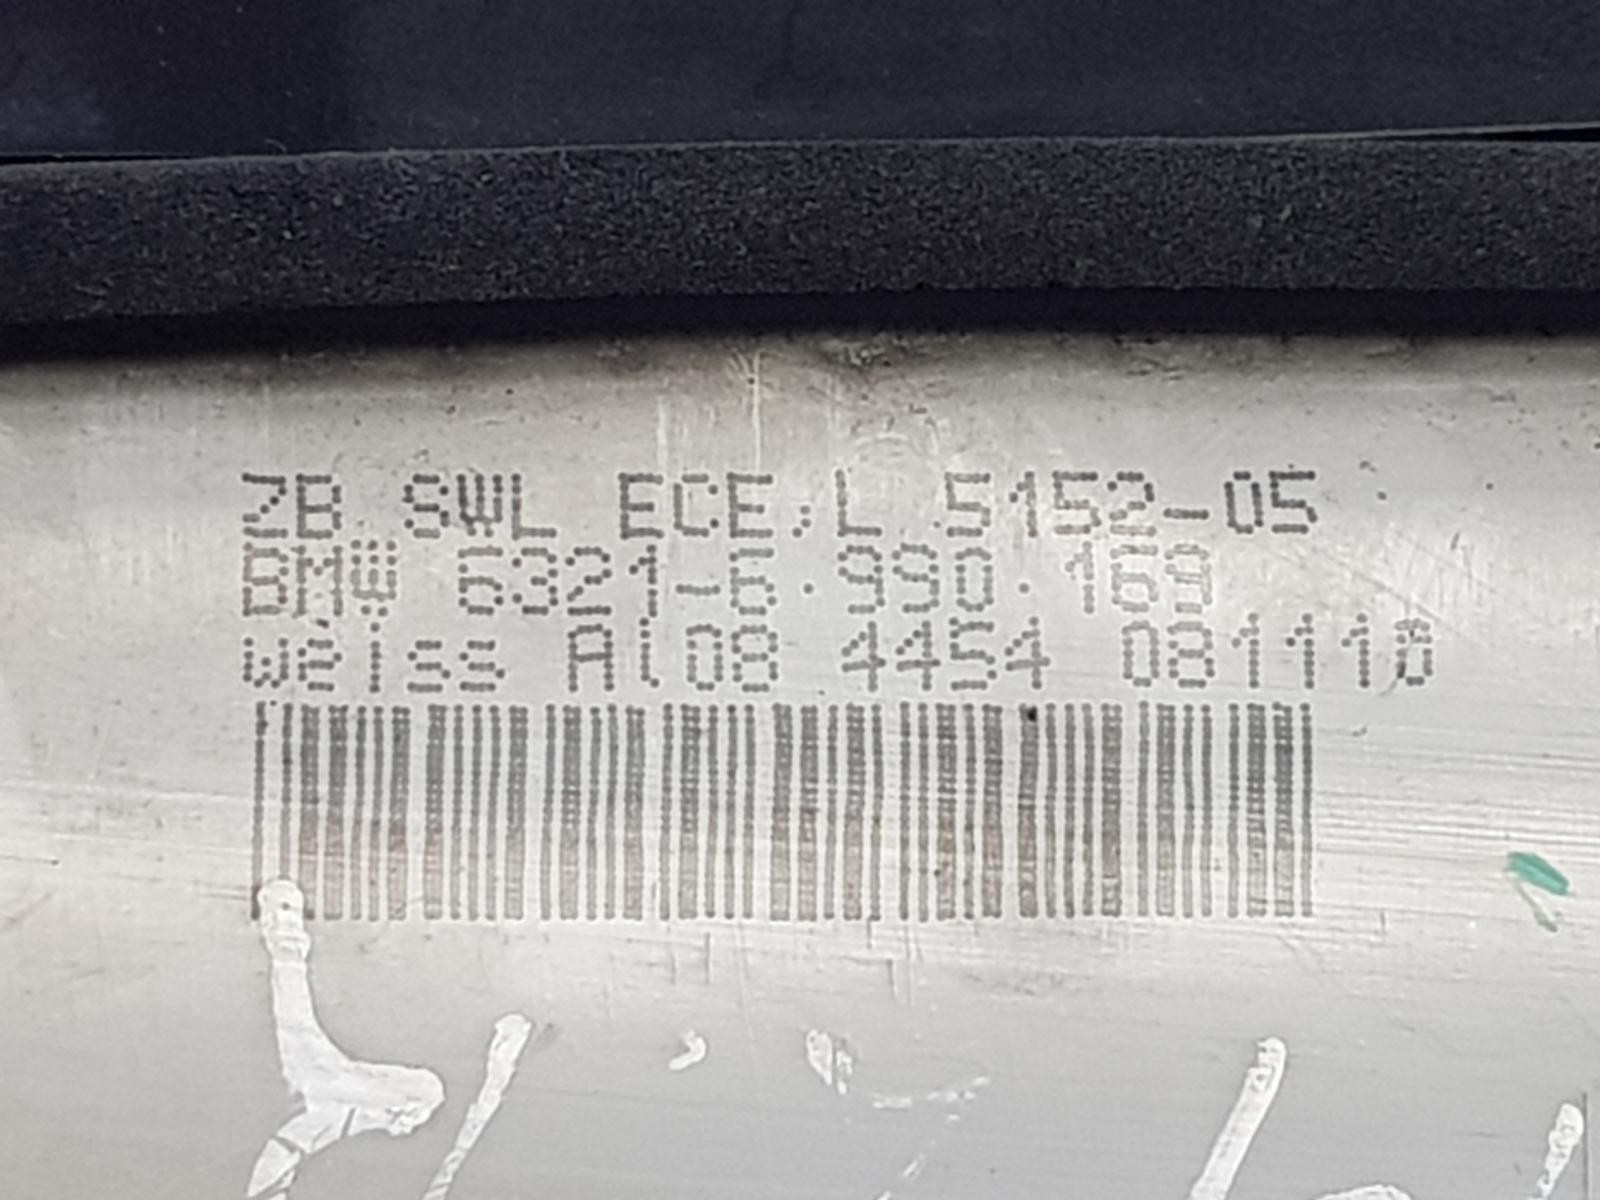 ZB SWL ECE,L 5152-05
BMW 6321-6.990.169
Weiss Al08 4454 081110